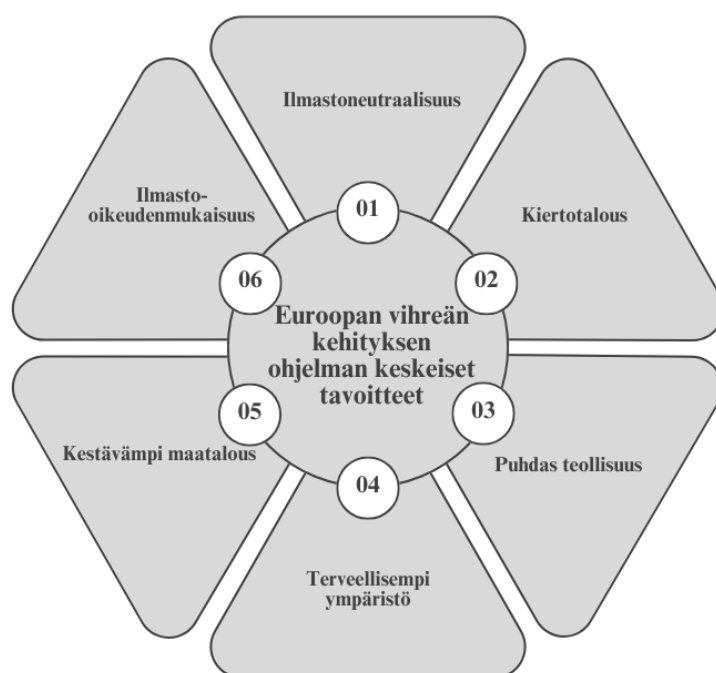 Ilmastoneutraalisuus
01
Kiertotalous
02
Puhdas teollisuus
03
Terveellisempi
ympäristö
04
Kestävämpi maatalous
05
Ilmasto-
oikeudenmukaisuus
06
Euroopan vihreän
kehityksen
ohjelman keskeiset
tavoitteet